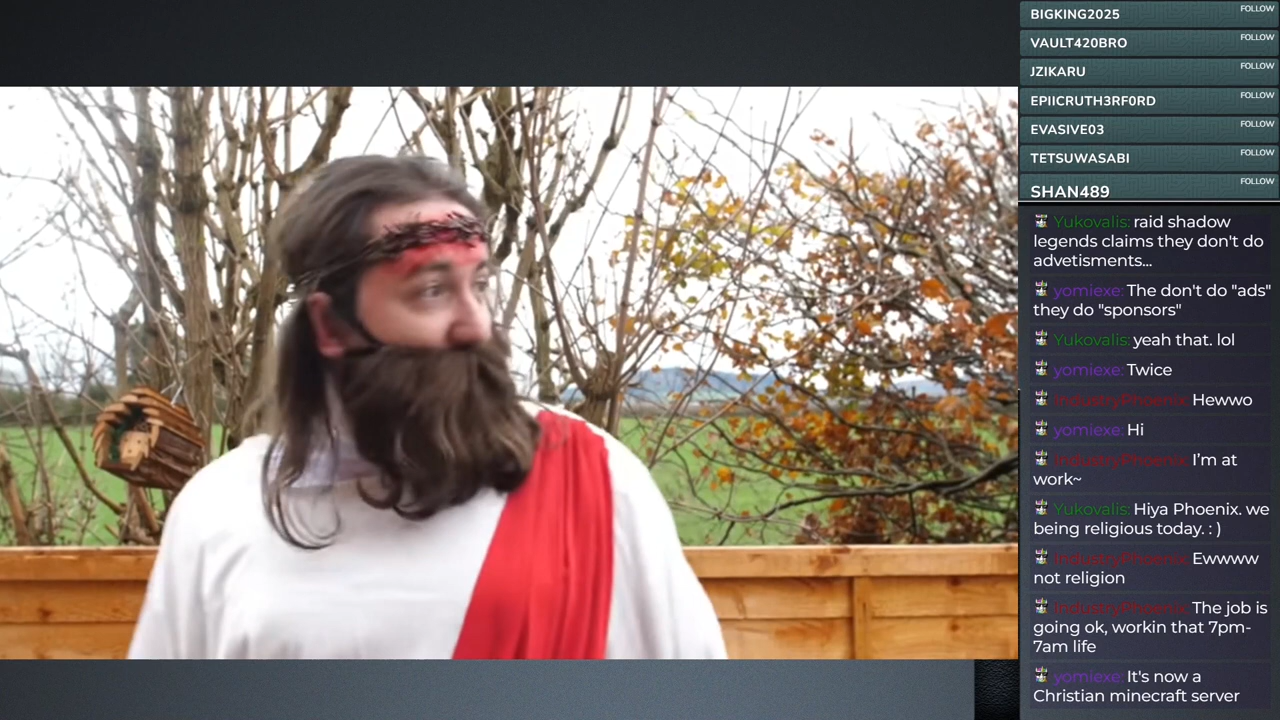 BIGKING2025 FOLLOW
VAULT420BRO FOLLOW
JZIKARU FOLLOW
EPIICRUTH3RF0RD FOLLOW
EVASIVE03 FOLLOW
TETSUWASABI FOLLOW
SHAN489 FOLLOW
Yukovalis: raid shadow
legends claims they don't do
advetisments...
yomiexe: The don't do "ads"
they do "sponsors"
Yukovalis: yeah that. lol
yomiexe: Twice
IndustryPhoenix: Hewwo
yomiexe: Hi
IndustryPhoenix: I'm at
work~
Yukovalis: Hiya Phoenix. we
being religious today. : )
IndustryPhoenix: Ewwww
not religion
IndustryPhoenix: The job is
going ok, workin that 7pm-
7am life
yomiexe: It's now a
Christian minecraft server